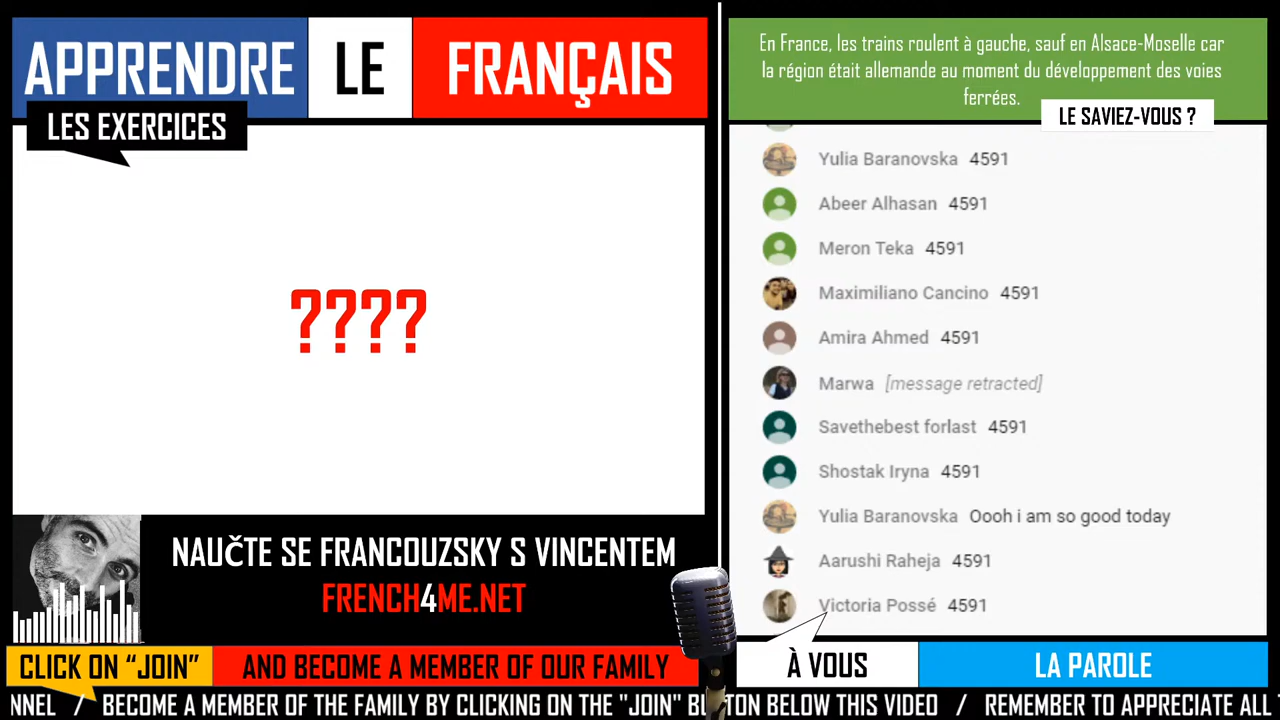 APPRENDRE LE FRANÇAIS
LES EXERCICES
????
NAUČTE SE FRANCOUZSKY S VINCENTEM
FRENCH4ME.NET
CLICK ON “JOIN” AND BECOME A MEMBER OF OUR FAMILY
En France, les trains roulent à gauche, sauf en Alsace-Moselle car
la région était allemande au moment du développement des voies
ferrées.
LE SAVIEZ-VOUS ?
Yulia Baranovska 4591
Abeer Alhasan 4591
Meron Teka 4591
Maximiliano Cancino 4591
Amira Ahmed 4591
Marwa [message retracted]
Savethebest forlast 4591
Shostak Iryna 4591
Yulia Baranovska Oooh i am so good today
Aarushi Raheja 4591
Victoria Possé 4591
À VOUS LA PAROLE
NNEL / BECOME A MEMBER OF THE FAMILY BY CLICKING ON THE "JOIN" BUTTON BELOW THIS VIDEO / REMEMBER TO APPRECIATE ALL